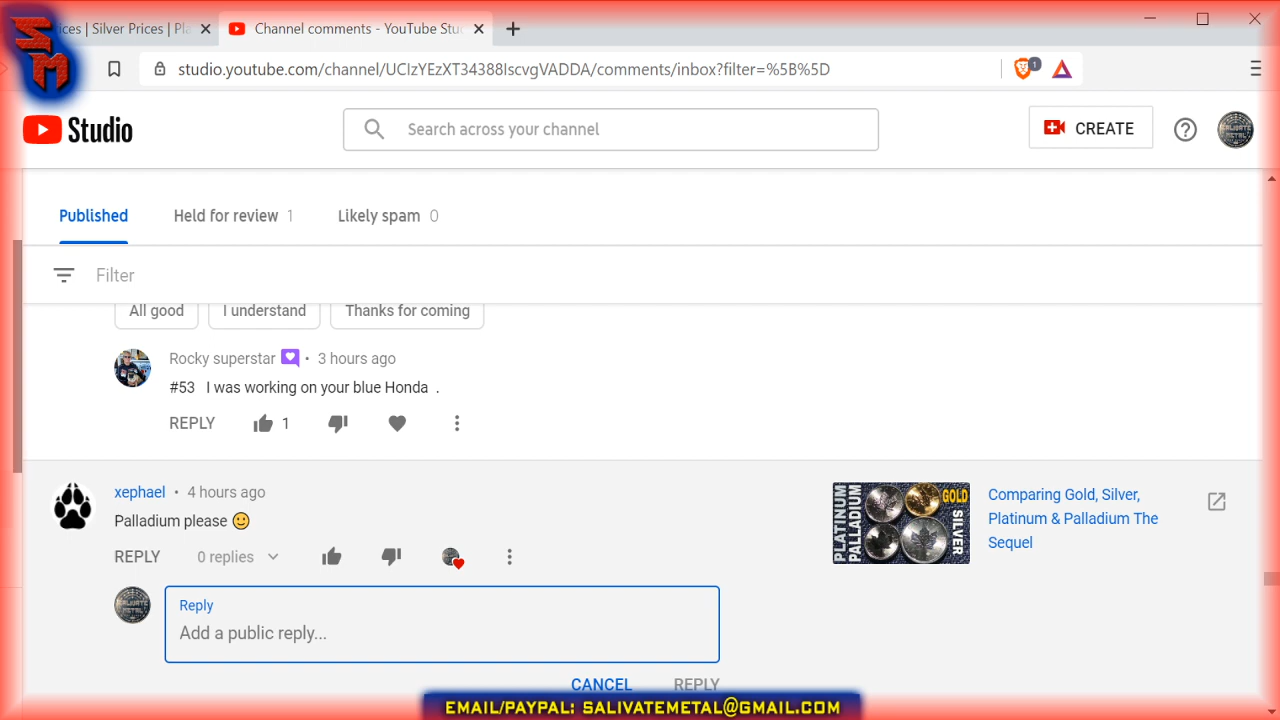 SM
ices | Silver Prices | Pla
Channel comments - YouTube Stu
studio.youtube.com/channel/UCIzYEzXT34388IscvgVADDA/comments/inbox?filter=%5B%5D
1
Studio
Search across your channel
CREATE
Published
Held for review 1
Likely spam 0
Filter
All good
I understand
Thanks for coming
Rocky superstar • 3 hours ago
#53 I was working on your blue Honda .
REPLY 1
xephael • 4 hours ago
Palladium please
REPLY 0 replies
PLATINUM
PALLADIUM
GOLD
SILVER
Comparing Gold, Silver,
Platinum & Palladium The
Sequel
Reply
Add a public reply...
CANCEL REPLY
EMAIL/PAYPAL: SALIVATEMETAL@GMAIL.COM